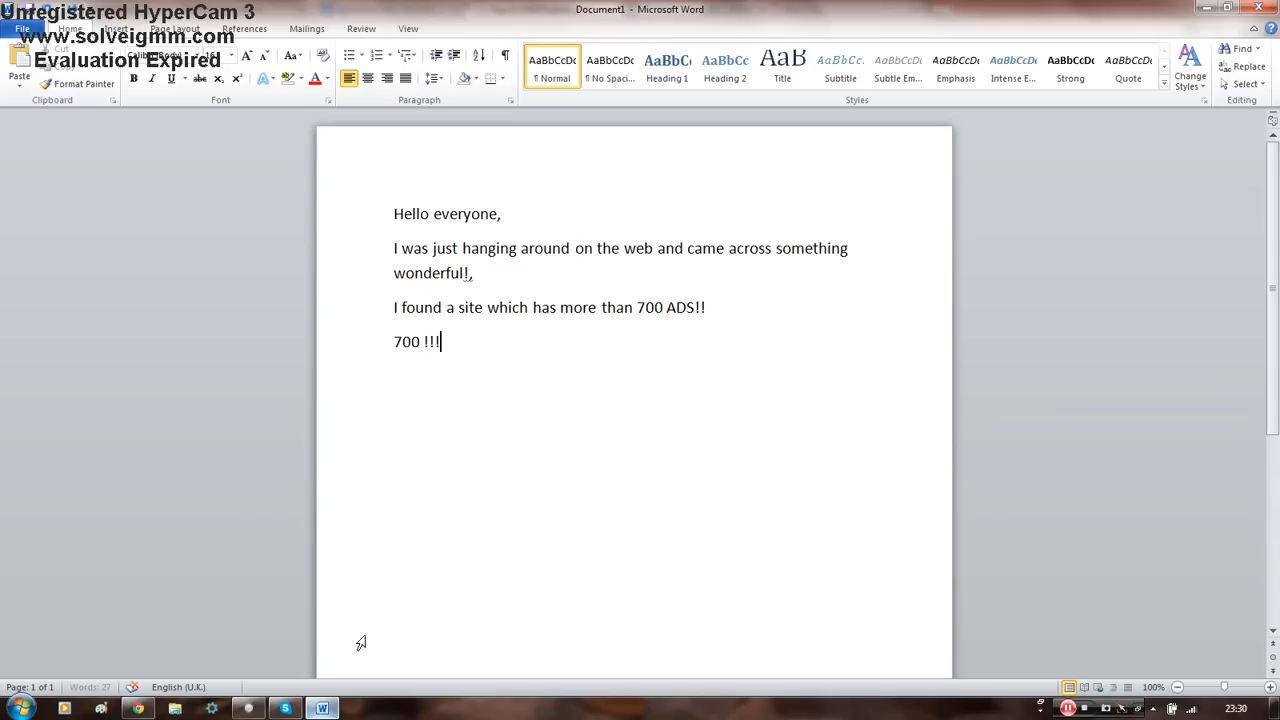 Unregistered HyperCam 3
www.solveigmm.com
Evaluation Expired
Document1 - Microsoft Word
File Home Insert Page Layout References Mailings Review View
Cut
Paste
Format Painter
Aa
AaBbCcDc AaBbCcDc AaBbC AaBbCc AaB AaBbCc. AaBbCcDc AaBbCcDc AaBbCcDc AaBbCcDc AaBbCcDc
¶ Normal ¶ No Spaci... Heading 1 Heading 2 Title Subtitle Subtle Em... Emphasis Intense E... Strong Quote
Change
Styles
Find
Replace
Select
Clipboard Font Paragraph Styles Editing
Hello everyone,
I was just hanging around on the web and came across something
wonderful!,
I found a site which has more than 700 ADS!!
700 !!!
Page: 1 of 1 Words: 27 English (U.K.) 100%
23:30